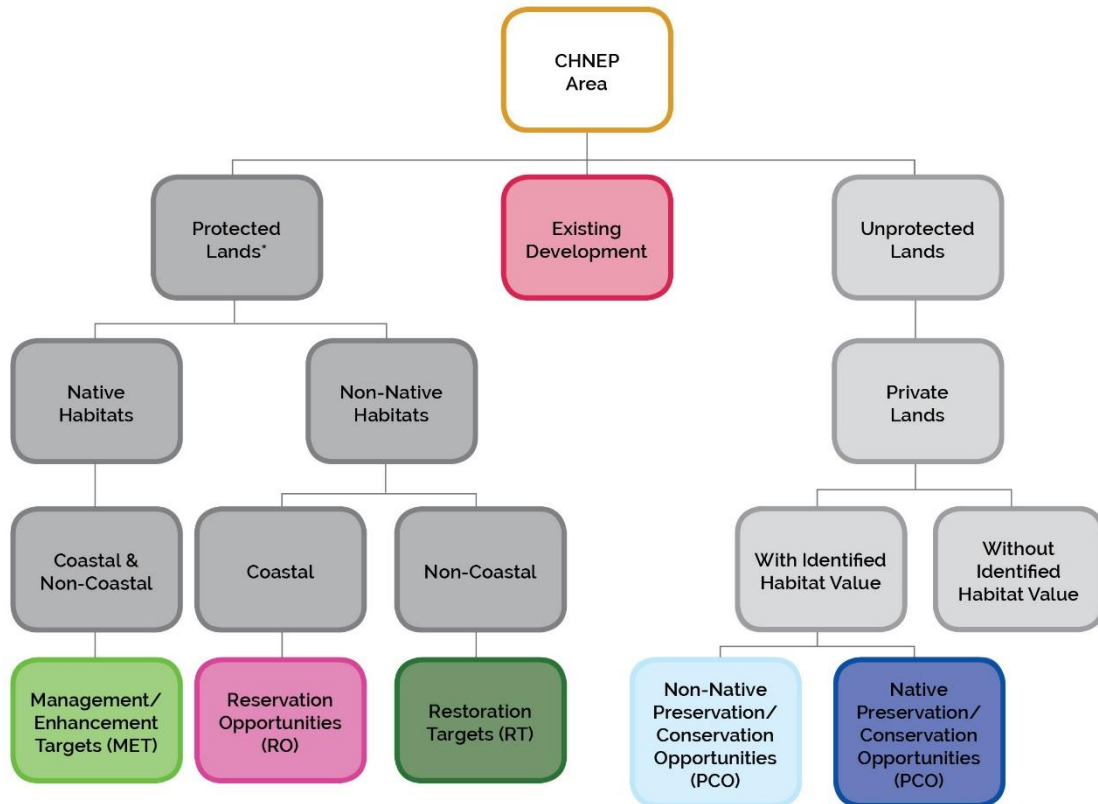 CHNEP
Area
Protected
Lands*
Existing
Development
Unprotected
Lands
Native
Habitats
Non-Native
Habitats
Private
Lands
Coastal &
Non-Coastal
Coastal
Non-Coastal
With Identified
Habitat Value
Without
Identified
Habitat Value
Management/
Enhancement
Targets (MET)
Reservation
Opportunities
(RO)
Restoration
Targets (RT)
Non-Native
Preservation/
Conservation
Opportunities
(PCO)
Native
Preservation/
Conservation
Opportunities
(PCO)